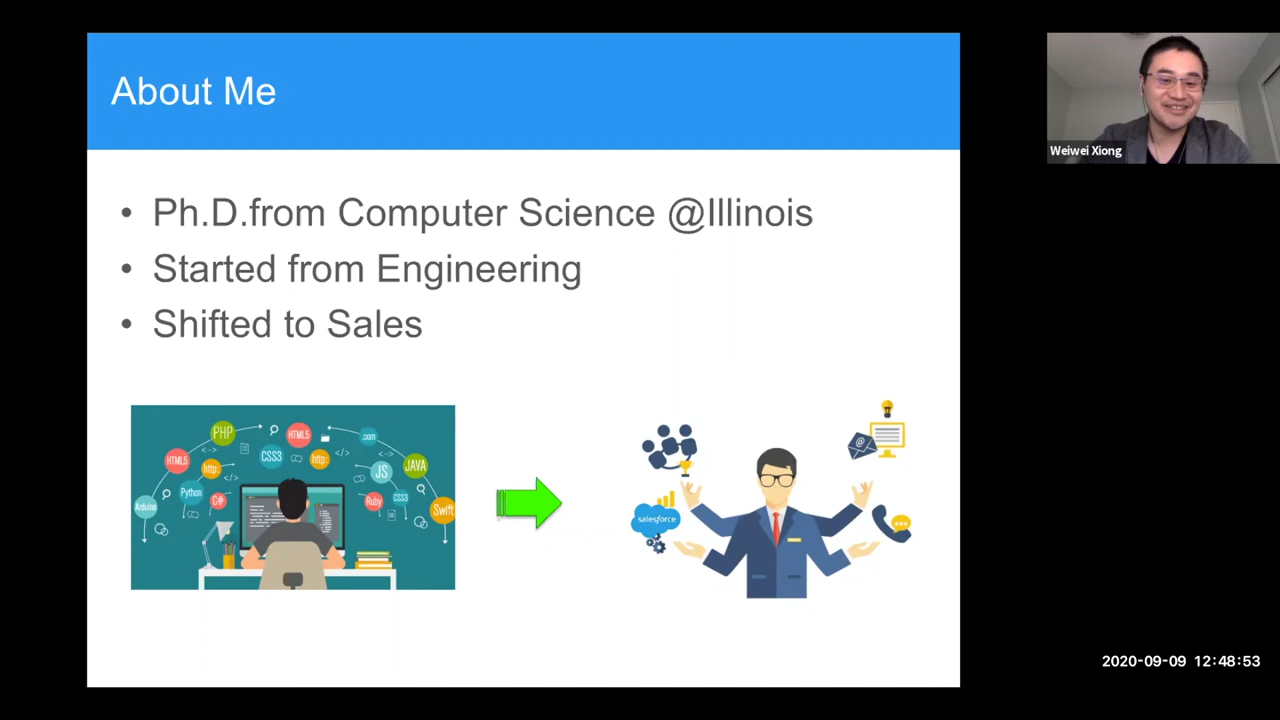 About Me
Weiwei Xiong
• Ph.D.from Computer Science @Illinois
• Started from Engineering
• Shifted to Sales
PHP
HTML5
.com
HTML5
CSS3
http:
http:
JS
JAVA
Python
C#
Ruby
CSS3
Arduino
Swift
@
salesforce
2020-09-09 12:48:53